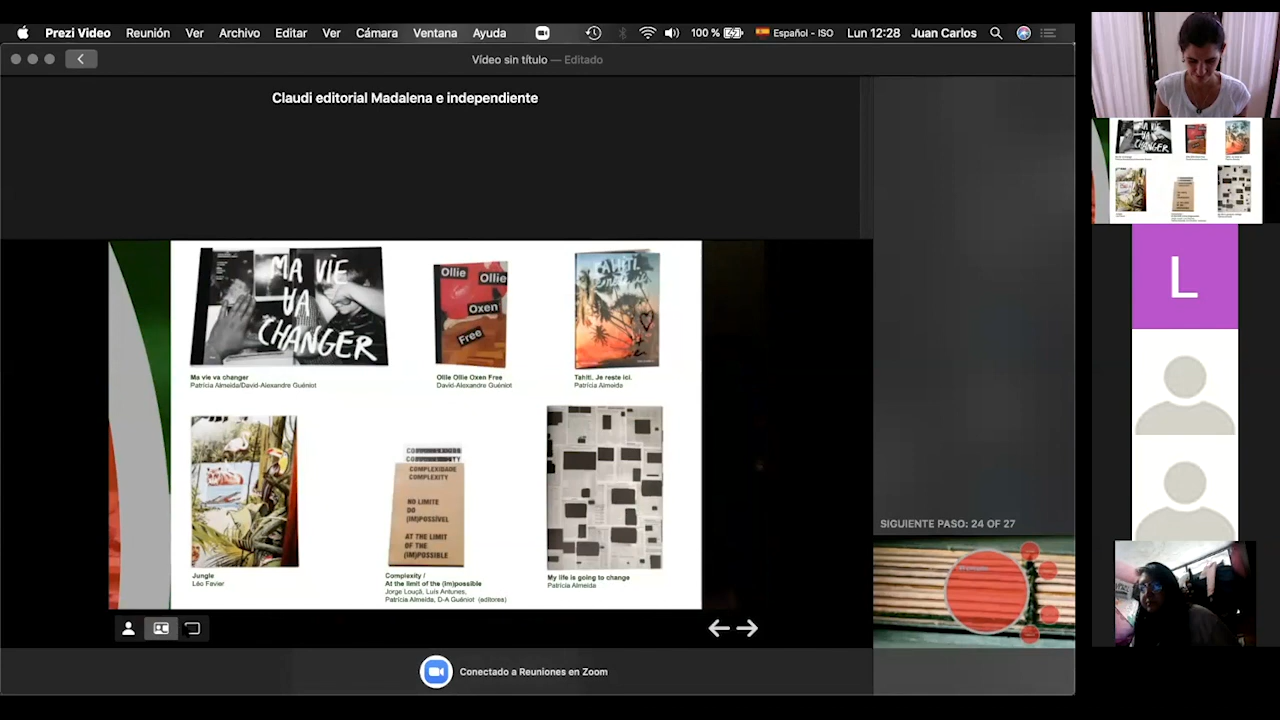 Prezi Video Reunión Ver Archivo Editar Ver Cámara Ventana Ayuda 100 % Español - ISO Lun 12:28 Juan Carlos
Vídeo sin título — Editado
Claudi editorial Madalena e independiente
MA VIE
VA
CHANGER
Ollie
Ollie
Oxen
Free
TAHITI,
Ma vie va changer
Patrícia Almeida/David-Alexandre Guéniot
Ollie Ollie Oxen Free
David-Alexandre Guéniot
Tahiti, Je reste ici.
Patrícia Almeida
COMPLEXIDADE
COMPLEXITY
NO LIMITE
DO
(IM)POSSÍVEL
AT THE LIMIT
OF THE
(IM)POSSIBLE
Jungle
Léo Favier
Complexity /
At the limit of the (Im)possible
Jorge Louçã, Luís Antunes,
Patrícia Almeida, D-A Guéniot (editores)
My life is going to change
Patrícia Almeida
SIGUIENTE PASO: 24 OF 27
Conectado a Reuniones en Zoom
L